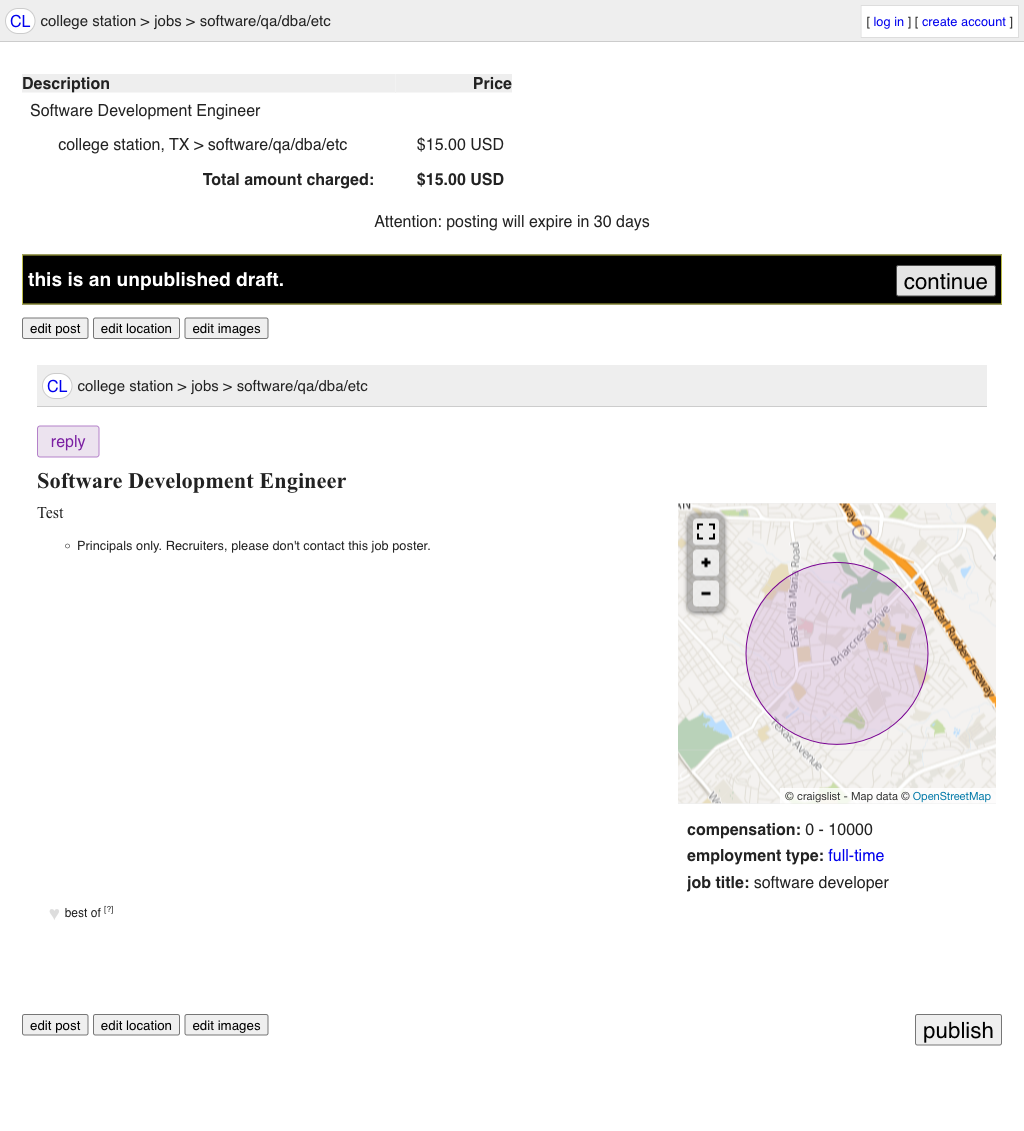 CL college station > jobs > software/qa/dba/etc [ log in ] [ create account ]
Description Price
Software Development Engineer
college station, TX > software/qa/dba/etc $15.00 USD
Total amount charged: $15.00 USD
Attention: posting will expire in 30 days
this is an unpublished draft. continue
edit post edit location edit images
CL college station > jobs > software/qa/dba/etc
reply
Software Development Engineer
Test
Principals only. Recruiters, please don't contact this job poster.
6
+
−
East Villa Maria Road
Briarcrest Drive
North Earl Rudder Freeway
Texas Avenue
© craigslist - Map data © OpenStreetMap
compensation: 0 - 10000
employment type: full-time
job title: software developer
♥ best of [?]
edit post edit location edit images publish